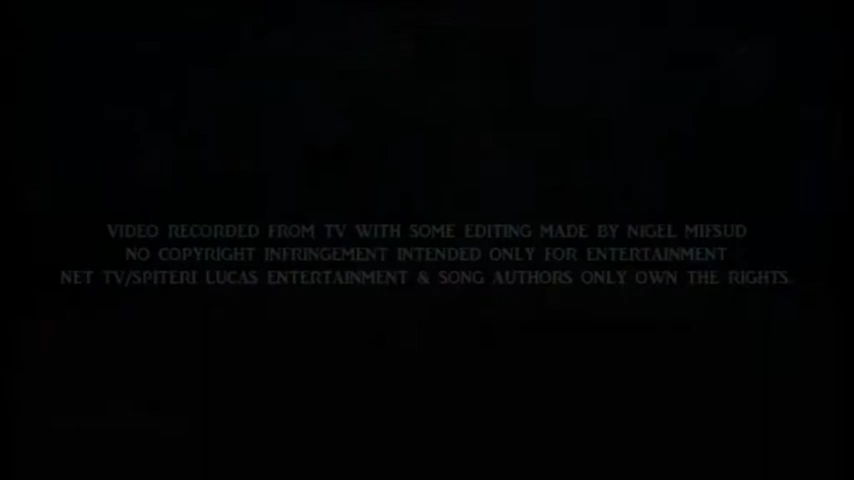 VIDEO RECORDED FROM TV WITH SOME EDITING MADE BY NIGEL MIFSUD
NO COPYRIGHT INFRINGEMENT INTENDED ONLY FOR ENTERTAINMENT
NET TV/SPITERI LUCAS ENTERTAINMENT & SONG AUTHORS ONLY OWN THE RIGHTS.